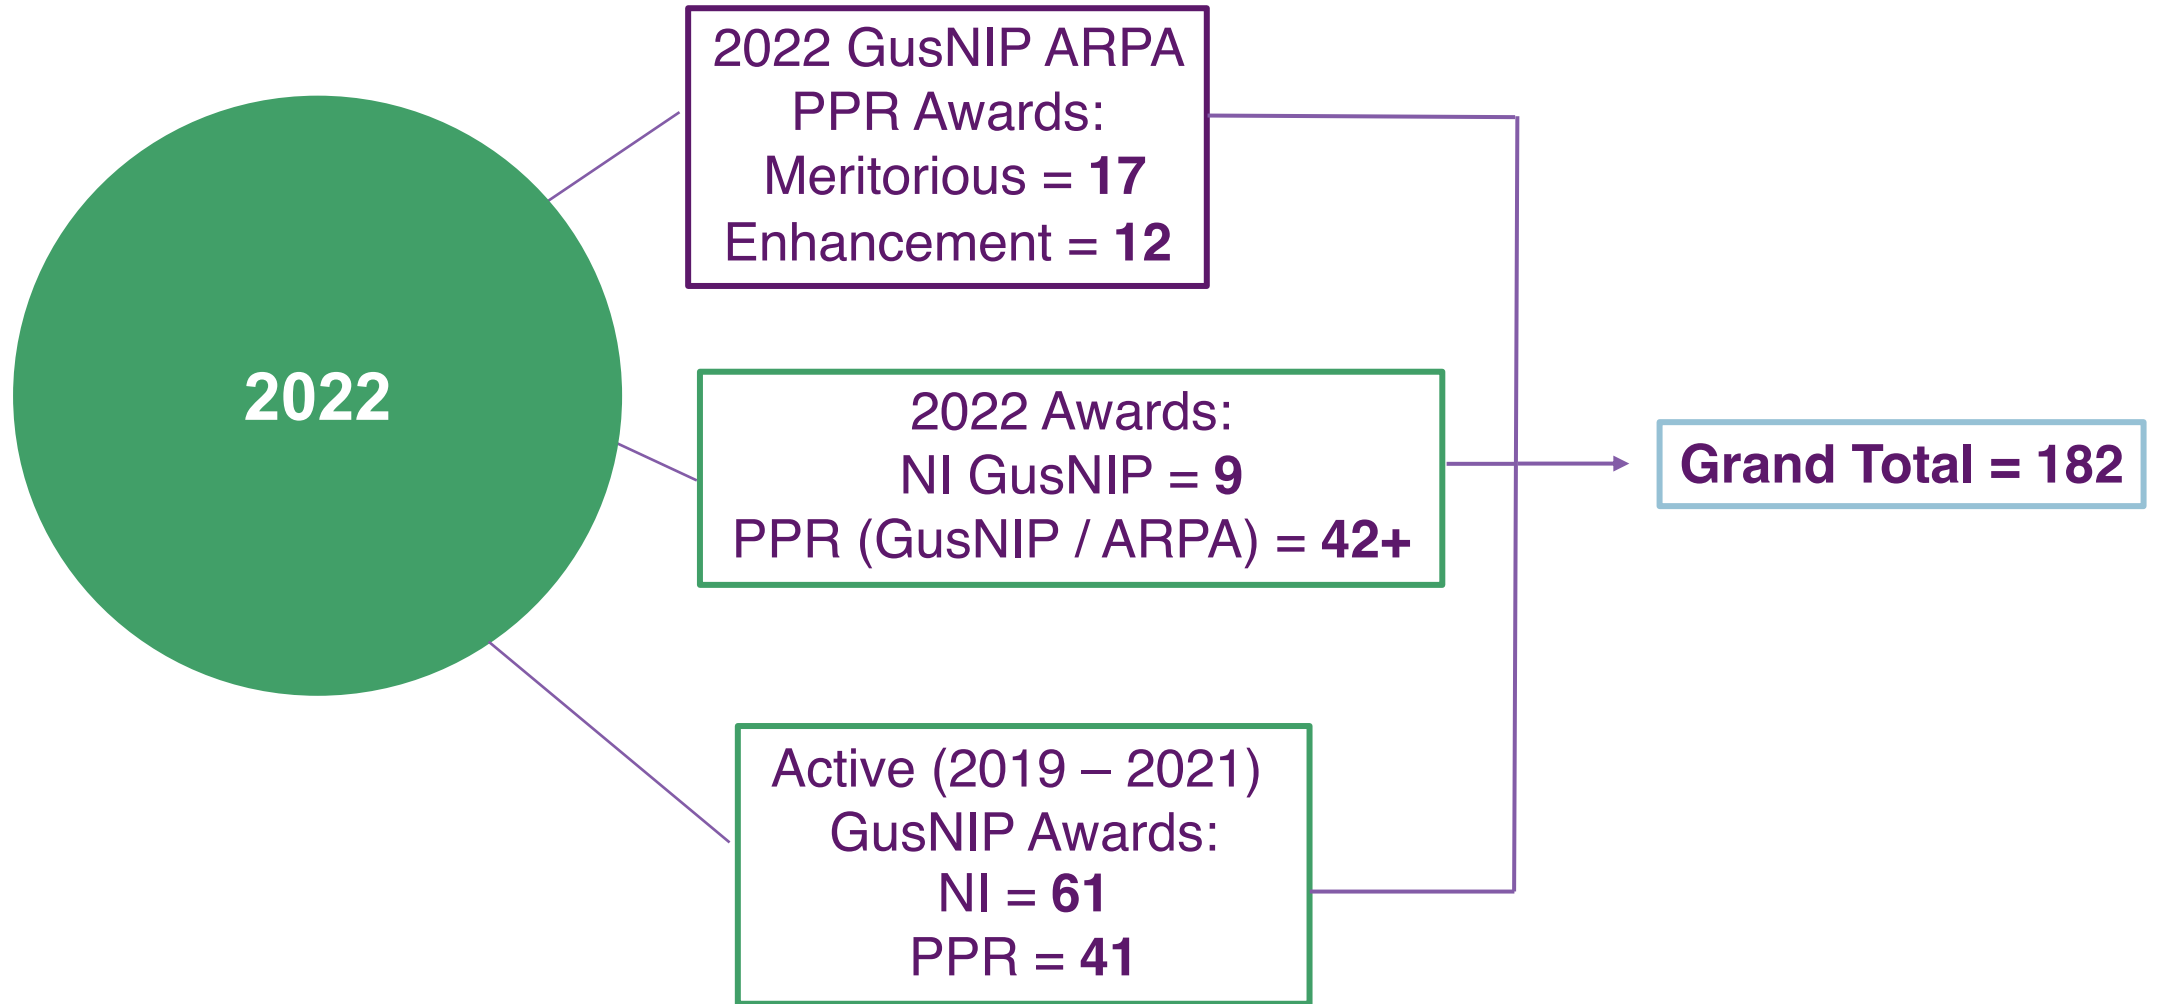 2022
2022 GusNIP ARPA
PPR Awards:
Meritorious = 17
Enhancement = 12
2022 Awards:
NI GusNIP = 9
PPR (GusNIP / ARPA) = 42+
Active (2019 – 2021)
GusNIP Awards:
NI = 61
PPR = 41
Grand Total = 182